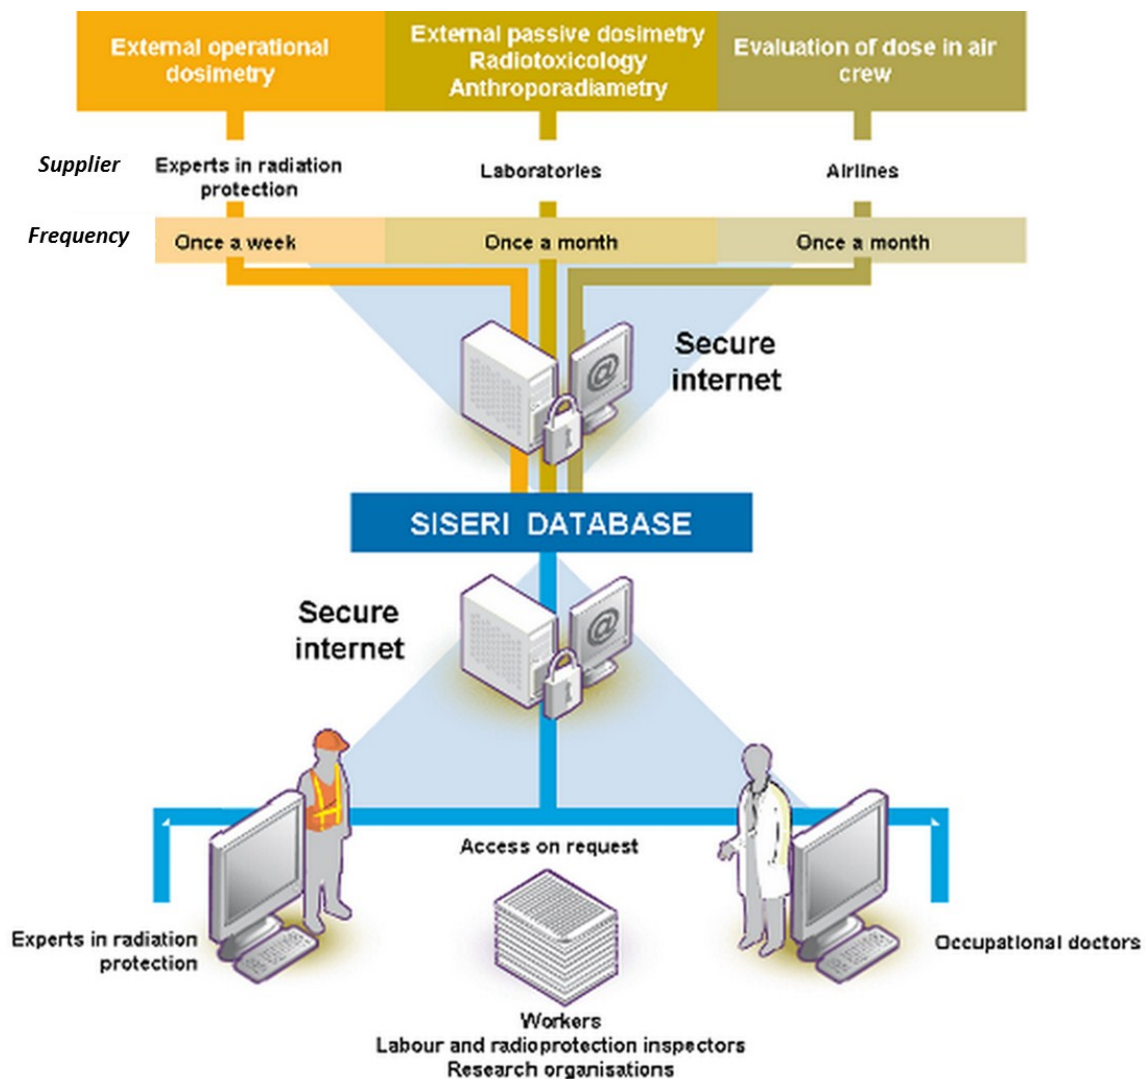 External operational
dosimetry
External passive dosimetry
Radiotoxicology
Anthroporadiametry
Evaluation of dose in air
crew
Supplier
Experts in radiation
protection
Laboratories
Airlines
Frequency
Once a week
Once a month
Once a month
@
Secure
internet
SISERI DATABASE
Secure
internet
@
Access on request
Experts in radiation
protection
Occupational doctors
Workers
Labour and radioprotection inspectors
Research organisations